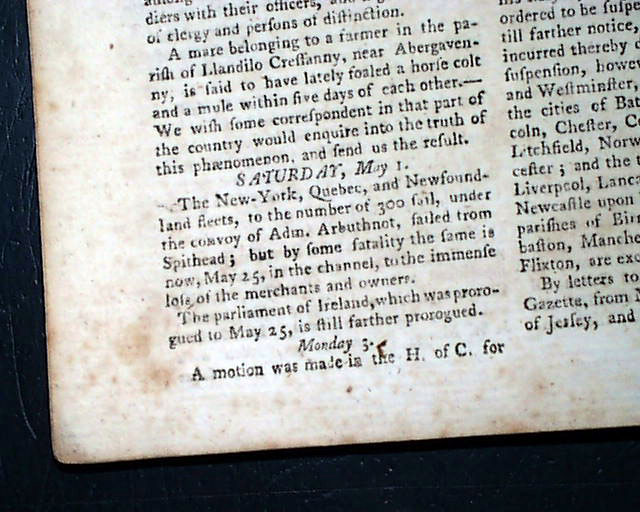 diers with their officers, and
of clergy and persons of distinction.
A mare belonging to a farmer in the pa-
rish of Llandilo Cressanny, near Abergaven-
ny, is said to have lately foaled a horse colt
and a mule within five days of each other.—
We wish some correspondent in that part of
the country would enquire into the truth of
this phænomenon, and send us the result.
SATURDAY, May 1.
The New-York, Quebec, and Newfound-
land fleets, to the number of 300 sail, under
the convoy of Adm. Arbuthnot, sailed from
Spithead; but by some fatality the same is
now, May 25, in the channel, to the immense
loss of the merchants and owners.
The parliament of Ireland, which was proro-
gued to May 25, is still farther prorogued.
Monday 3.
A motion was made in the H. of C. for
ordered to be suspe
till farther notice,
incurred thereby
suspension, howev
and Westminster,
the cities of Bat
coln, Chester, Co
Litchfield, Norw
cester; and the
Liverpool, Lanca
Newcastle upon
parishes of Birm
baston, Manche
Flixton, are exc
By letters to
Gazette, from
of Jersey, and